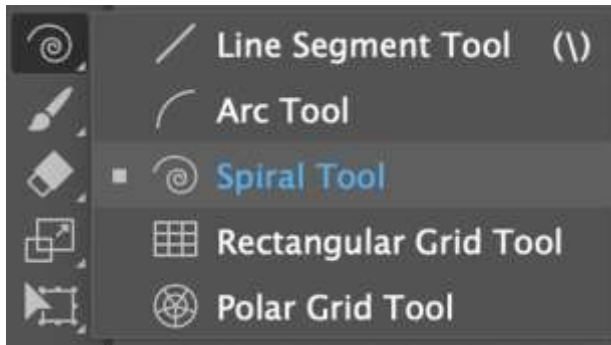 Line Segment Tool (\)
Arc Tool
Spiral Tool
Rectangular Grid Tool
Polar Grid Tool